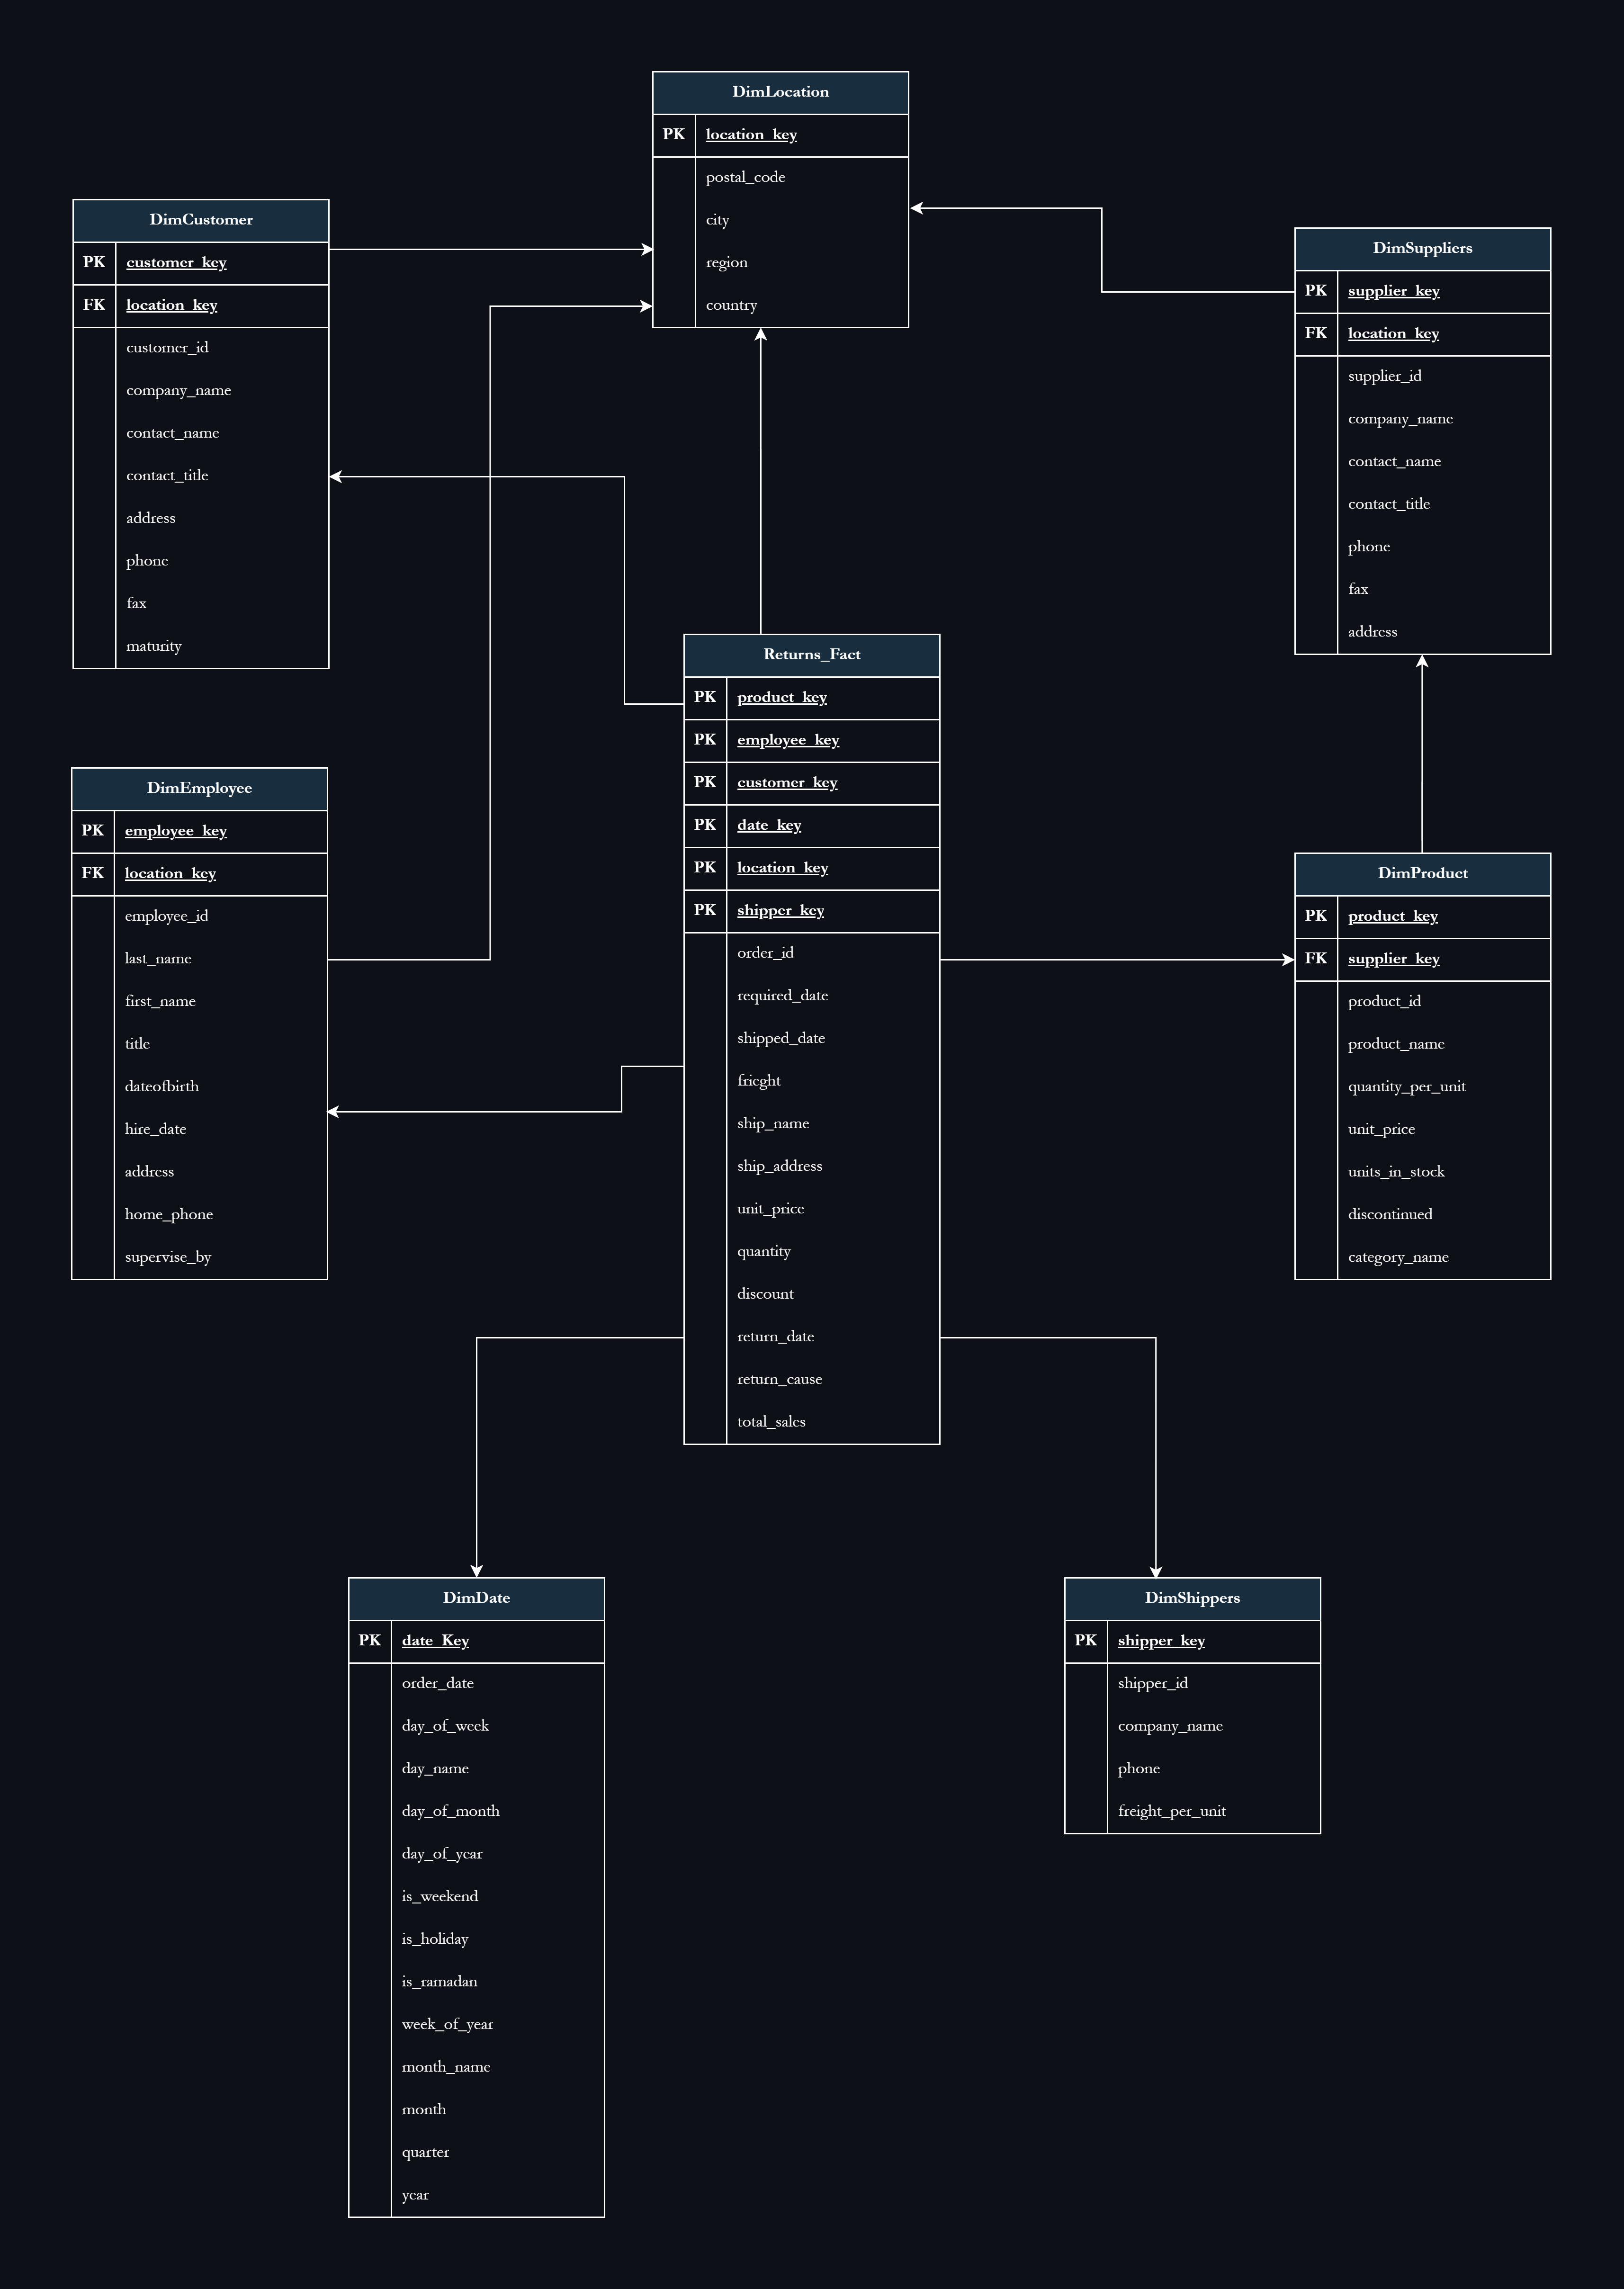 DimLocation
PK location_key
postal_code
city
region
country
DimCustomer
PK customer_key
FK location_key
customer_id
company_name
contact_name
contact_title
address
phone
fax
maturity
DimSuppliers
PK supplier_key
FK location_key
supplier_id
company_name
contact_name
contact_title
phone
fax
address
Returns_Fact
PK product_key
PK employee_key
PK customer_key
PK date_key
PK location_key
PK shipper_key
order_id
required_date
shipped_date
frieght
ship_name
ship_address
unit_price
quantity
discount
return_date
return_cause
total_sales
DimEmployee
PK employee_key
FK location_key
employee_id
last_name
first_name
title
dateofbirth
hire_date
address
home_phone
supervise_by
DimProduct
PK product_key
FK supplier_key
product_id
product_name
quantity_per_unit
unit_price
units_in_stock
discontinued
category_name
DimDate
PK date_Key
order_date
day_of_week
day_name
day_of_month
day_of_year
is_weekend
is_holiday
is_ramadan
week_of_year
month_name
month
quarter
year
DimShippers
PK shipper_key
shipper_id
company_name
phone
freight_per_unit